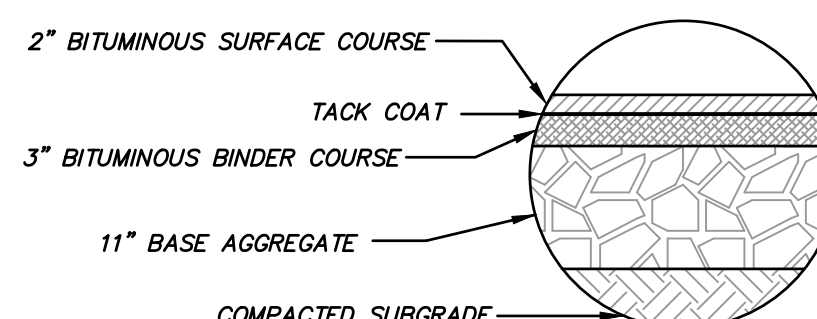 2" BITUMINOUS SURFACE COURSE
TACK COAT
3" BITUMINOUS BINDER COURSE
11" BASE AGGREGATE
COMPACTED SUBGRADE